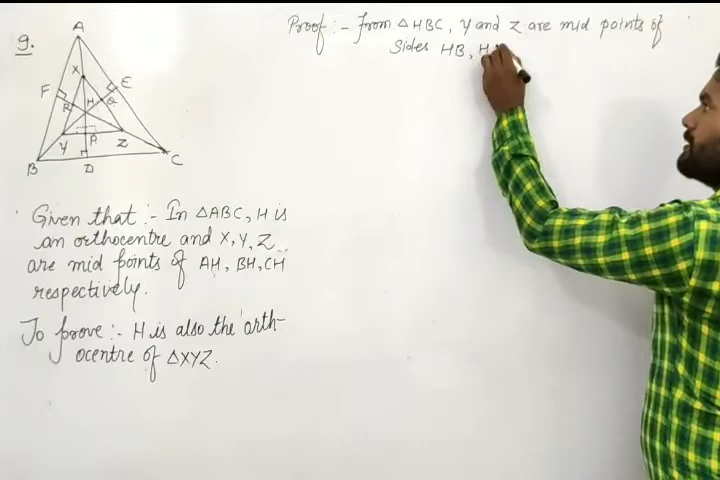 9.
A
X
F
E
R
H
Q
Y
P
Z
B
D
C
Proof :- From △HBC, Y and Z are mid points of
Sides HB, H
Given that :- In △ABC, H is
an orthocentre and X, Y, Z
are mid points of AH, BH, CH
respectively.
To prove :- H is also the orth-
ocentre of △XYZ.